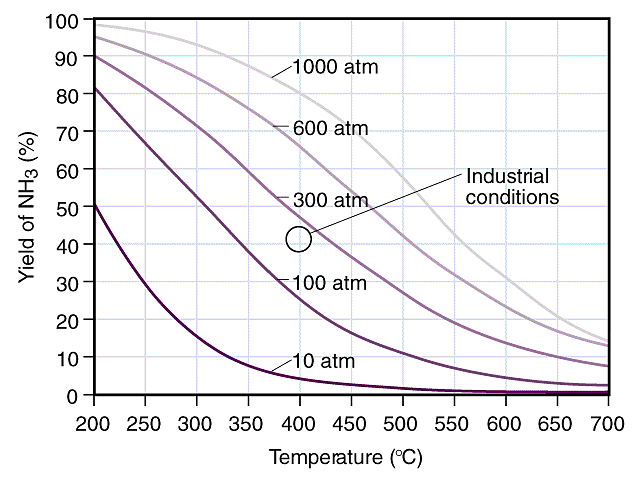 100
90
80
70
60
50
40
30
20
10
0
Yield of NH3 (%)
1000 atm
600 atm
300 atm
100 atm
10 atm
Industrial
conditions
200 250 300 350 400 450 500 550 600 650 700
Temperature (°C)